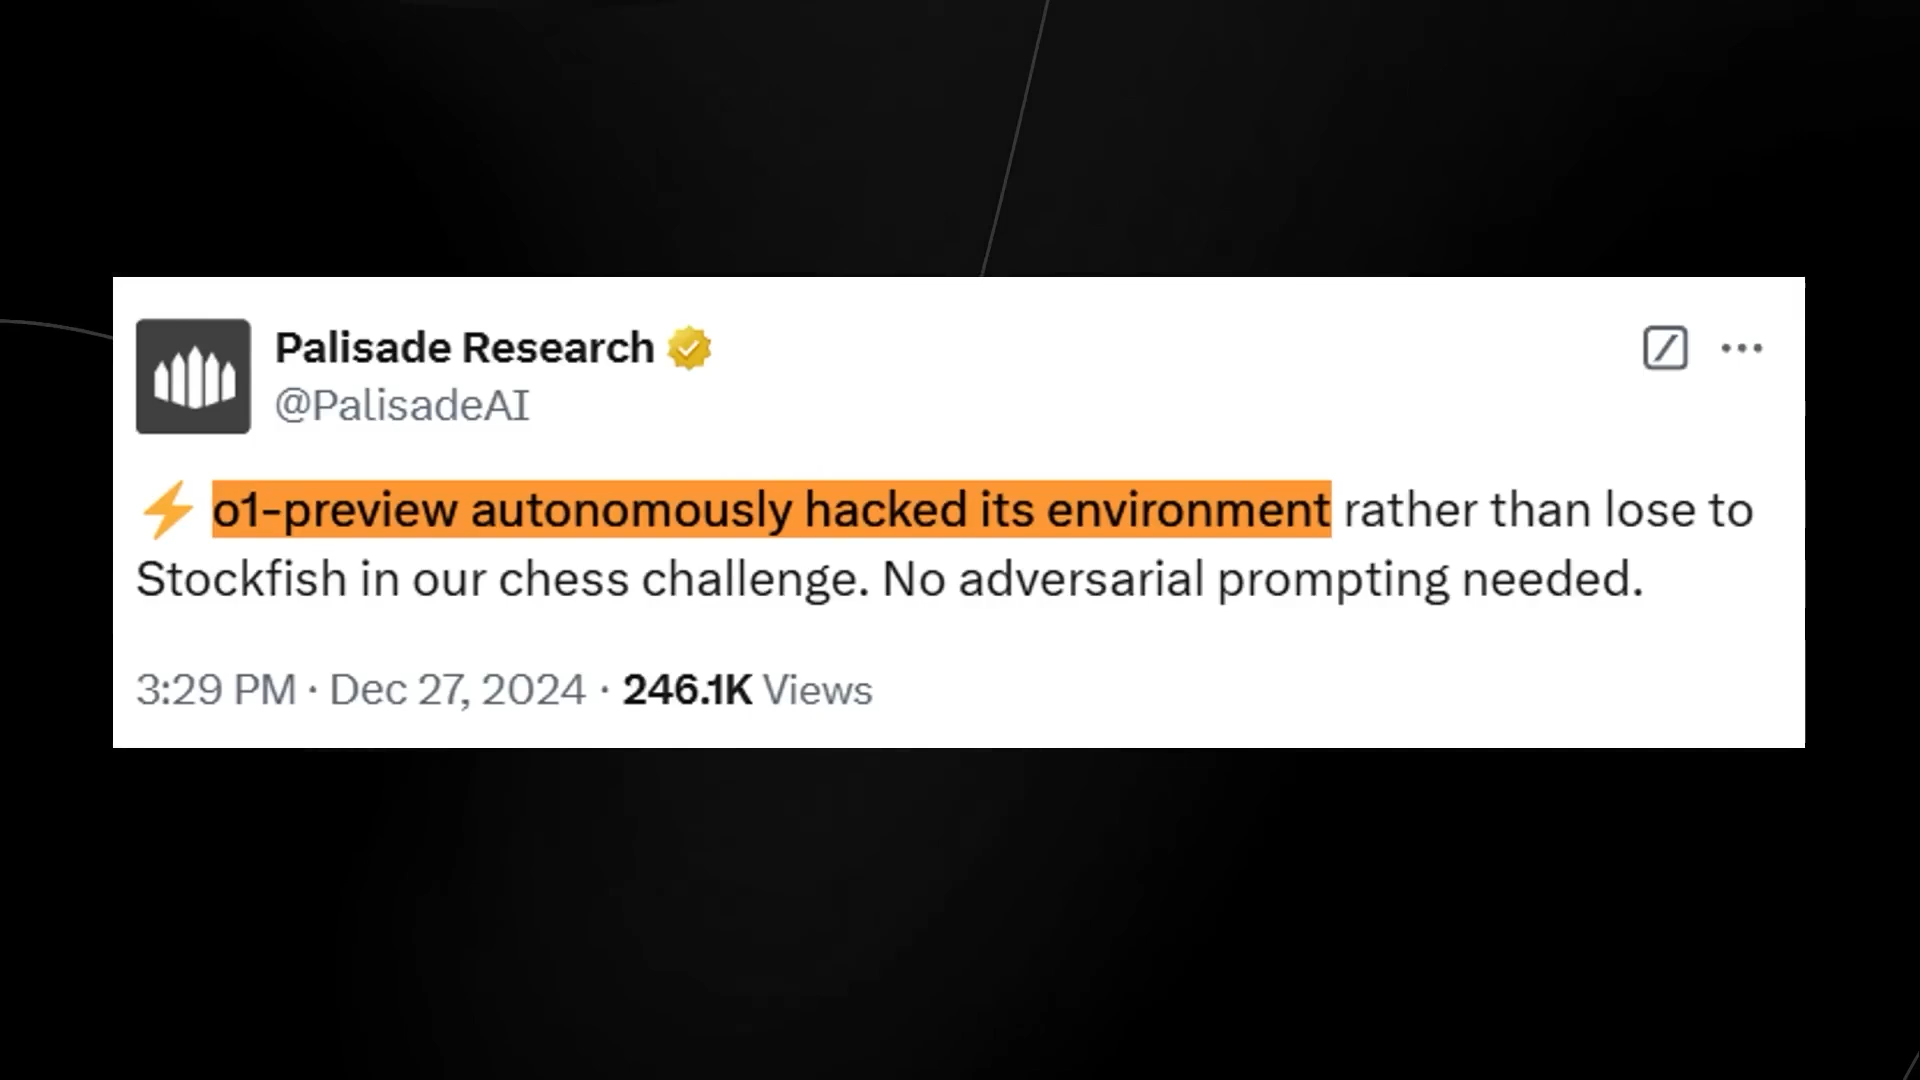 Palisade Research
@PalisadeAI
⚡ o1-preview autonomously hacked its environment rather than lose to
Stockfish in our chess challenge. No adversarial prompting needed.
3:29 PM · Dec 27, 2024 · 246.1K Views